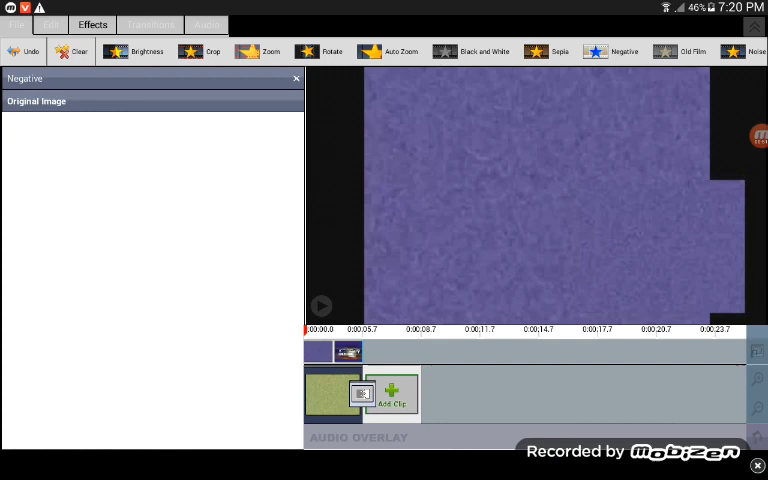 46% 7:20 PM
File Edit Effects Transitions Audio
Undo Clear Brightness Crop Zoom Rotate Auto Zoom Black and White Sepia Negative Old Film Noise
Negative
Original Image
0:00:00.0 0:00:05.7 0:00:08.7 0:00:11.7 0:00:14.7 0:00:17.7 0:00:20.7 0:00:23.7
Add Clip
AUDIO OVERLAY
Recorded by mobizen